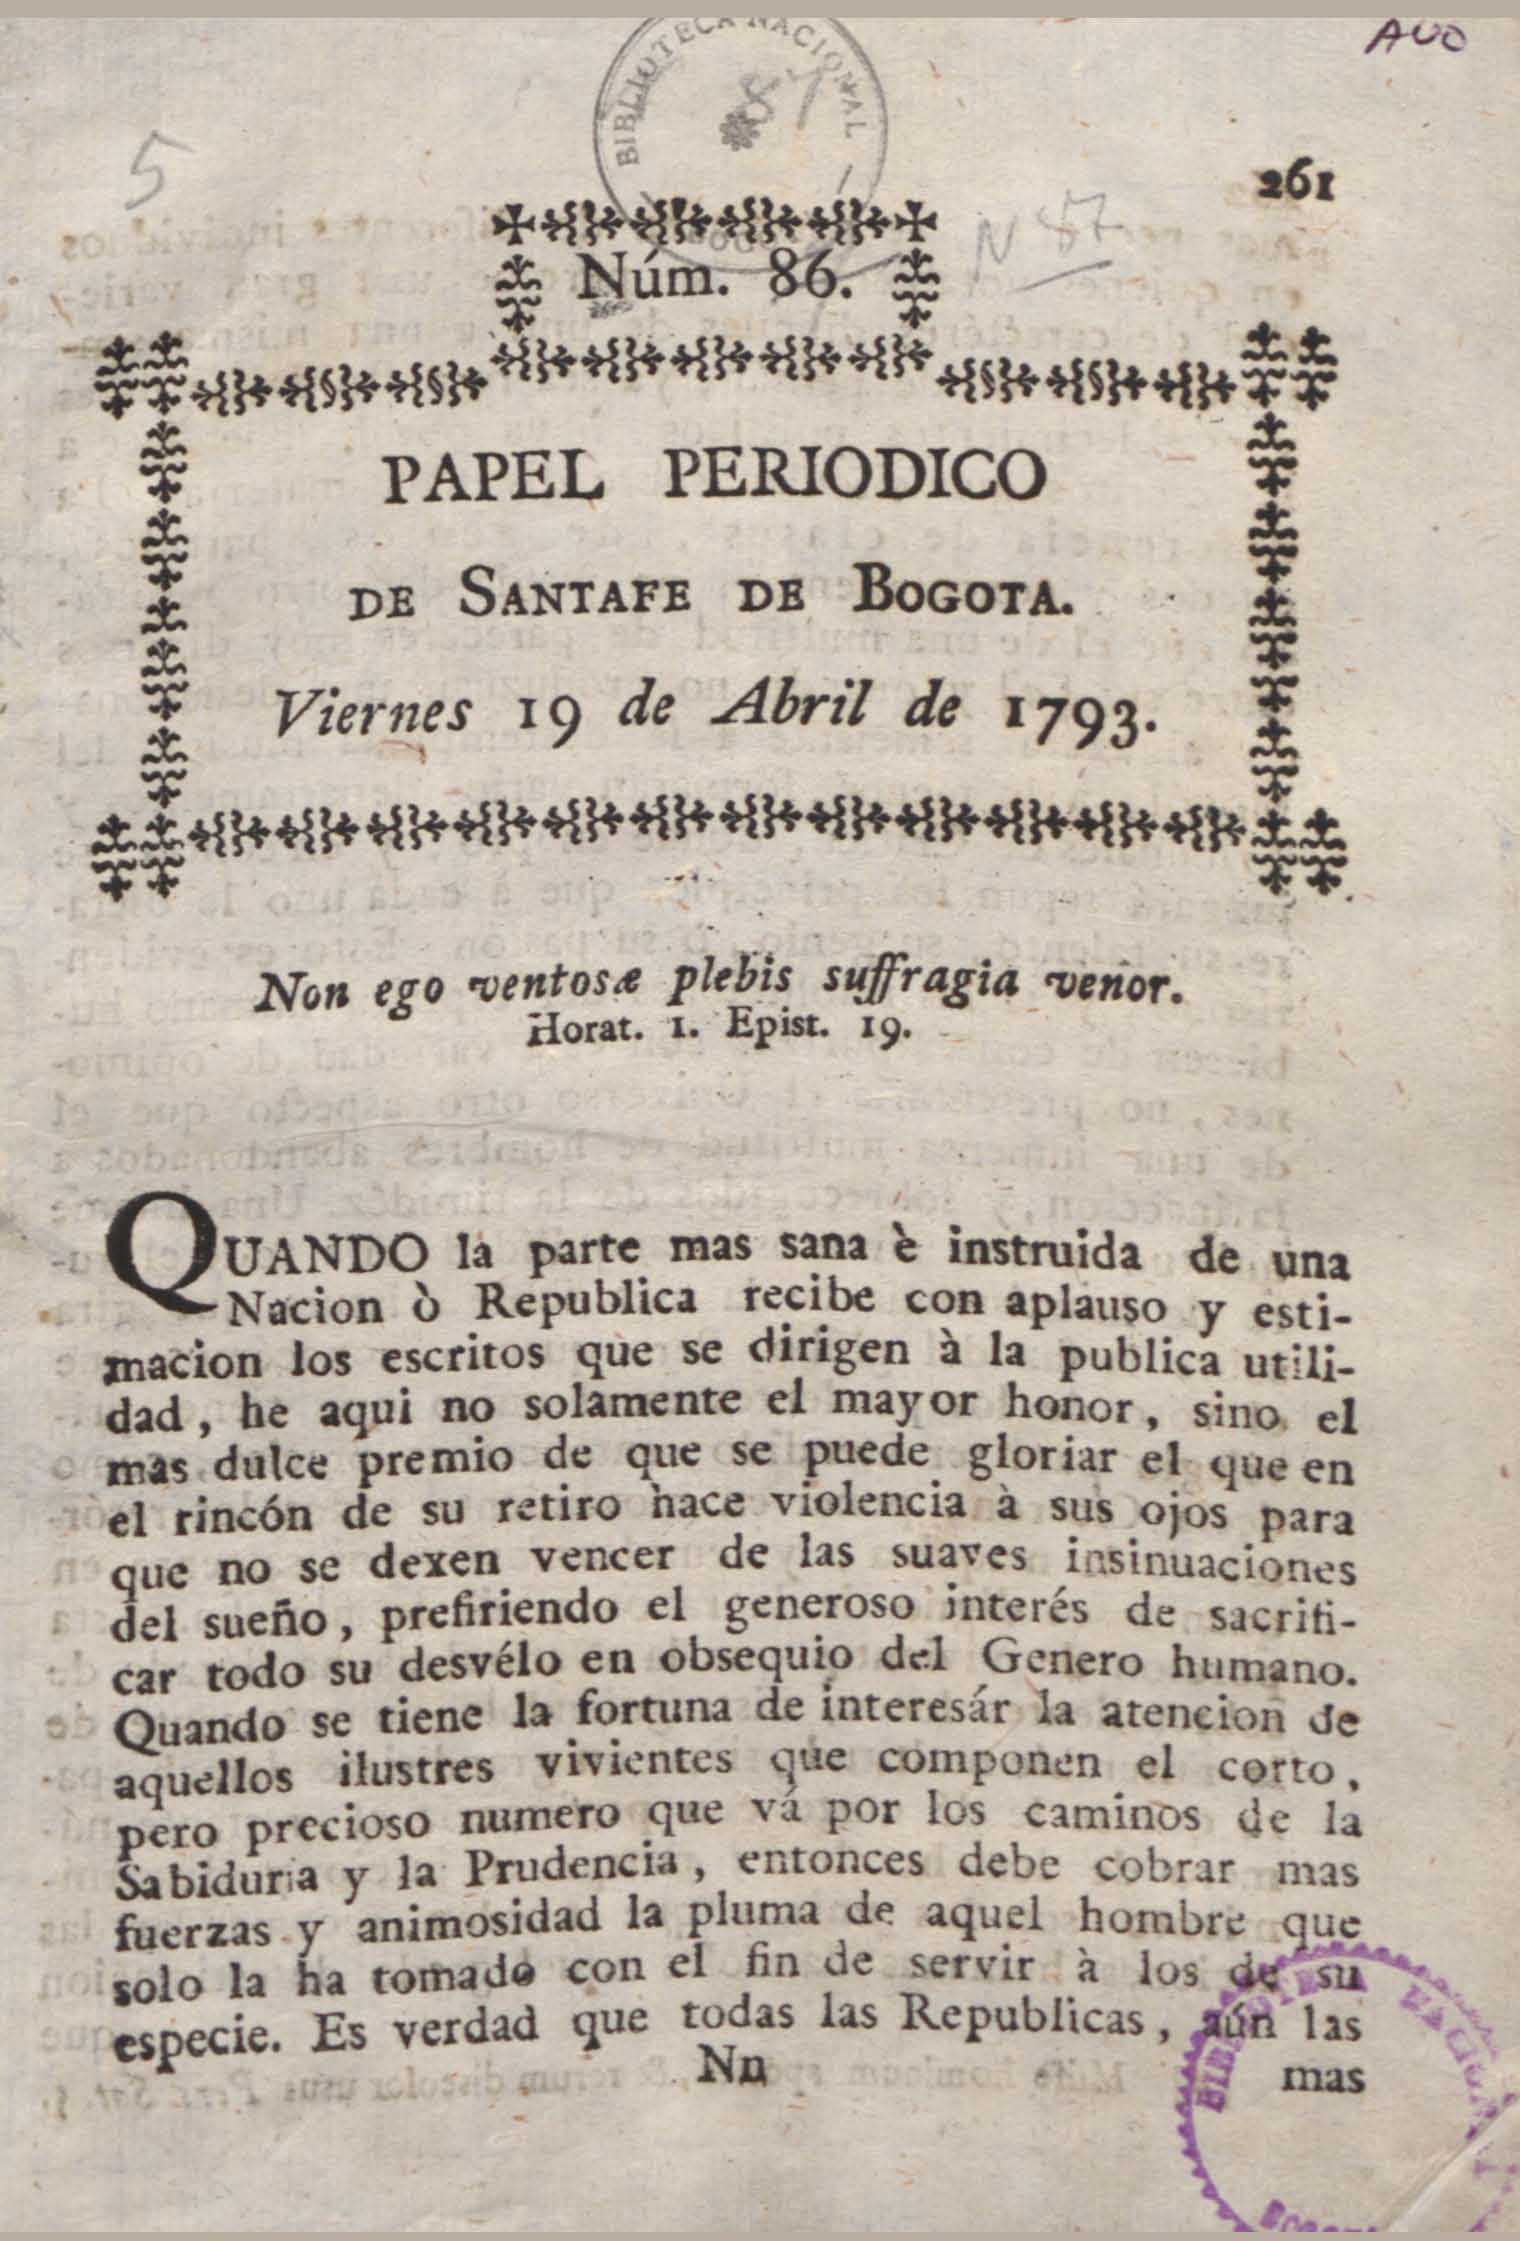 BIBLIOTECA NACIONAL
AUO
5
261
Núm. 86.
N 87
PAPEL PERIODICO
DE SANTAFE DE BOGOTA.
Viernes 19 de Abril de 1793.
Non ego ventosæ plebis suffragia venor.
Horat. 1. Epist. 19.
QUANDO la parte mas sana è instruida de una
Nacion ò Republica recibe con aplauso y esti-
macion los escritos que se dirigen à la publica utili-
dad, he aqui no solamente el mayor honor, sino el
mas dulce premio de que se puede gloriar el que en
el rincón de su retiro hace violencia à sus ojos para
que no se dexen vencer de las suaves insinuaciones
del sueño, prefiriendo el generoso interés de sacrifi-
car todo su desvélo en obsequio del Genero humano.
Quando se tiene la fortuna de interesár la atencion de
aquellos ilustres vivientes que componen el corto,
pero precioso numero que vá por los caminos de la
Sabiduria y la Prudencia, entonces debe cobrar mas
fuerzas y animosidad la pluma de aquel hombre que
solo la ha tomado con el fin de servir à los de su
especie. Es verdad que todas las Republicas, aún las
Nn
mas
BIBLIOTECA NACIONAL